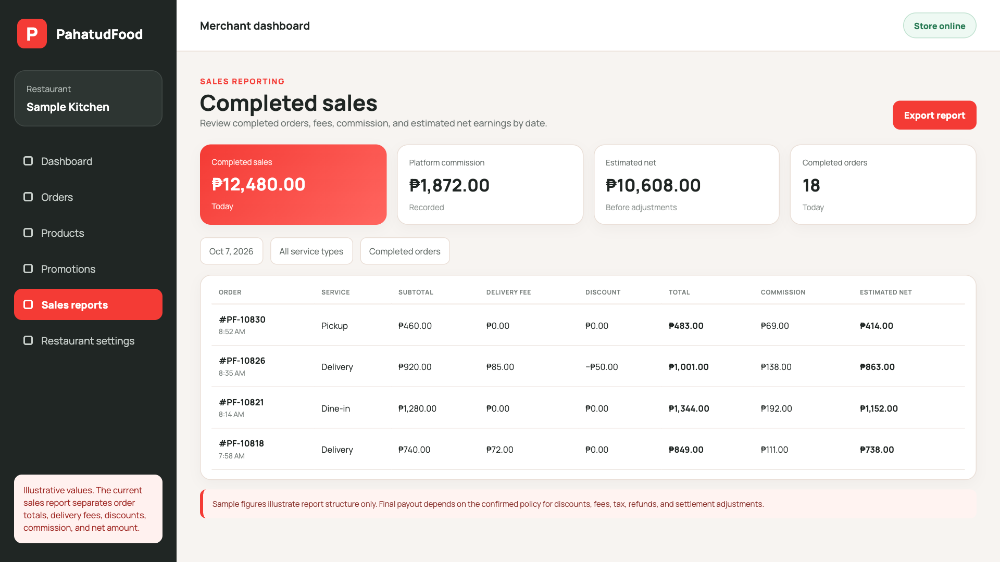 P PahatudFood
Restaurant
Sample Kitchen
Dashboard
Orders
Products
Promotions
Sales reports
Restaurant settings
Illustrative values. The current
sales report separates order
totals, delivery fees, discounts,
commission, and net amount.
Merchant dashboard
Store online
SALES REPORTING
Completed sales
Review completed orders, fees, commission, and estimated net earnings by date.
Export report
Completed sales
₱12,480.00
Today
Platform commission
₱1,872.00
Recorded
Estimated net
₱10,608.00
Before adjustments
Completed orders
18
Today
Oct 7, 2026 All service types Completed orders
ORDER SERVICE SUBTOTAL DELIVERY FEE DISCOUNT TOTAL COMMISSION ESTIMATED NET
#PF-10830
8:52 AM
Pickup ₱460.00 ₱0.00 ₱0.00 ₱483.00 ₱69.00 ₱414.00
#PF-10826
8:35 AM
Delivery ₱920.00 ₱85.00 −₱50.00 ₱1,001.00 ₱138.00 ₱863.00
#PF-10821
8:14 AM
Dine-in ₱1,280.00 ₱0.00 ₱0.00 ₱1,344.00 ₱192.00 ₱1,152.00
#PF-10818
7:58 AM
Delivery ₱740.00 ₱72.00 ₱0.00 ₱849.00 ₱111.00 ₱738.00
Sample figures illustrate report structure only. Final payout depends on the confirmed policy for discounts, fees, tax, refunds, and settlement adjustments.